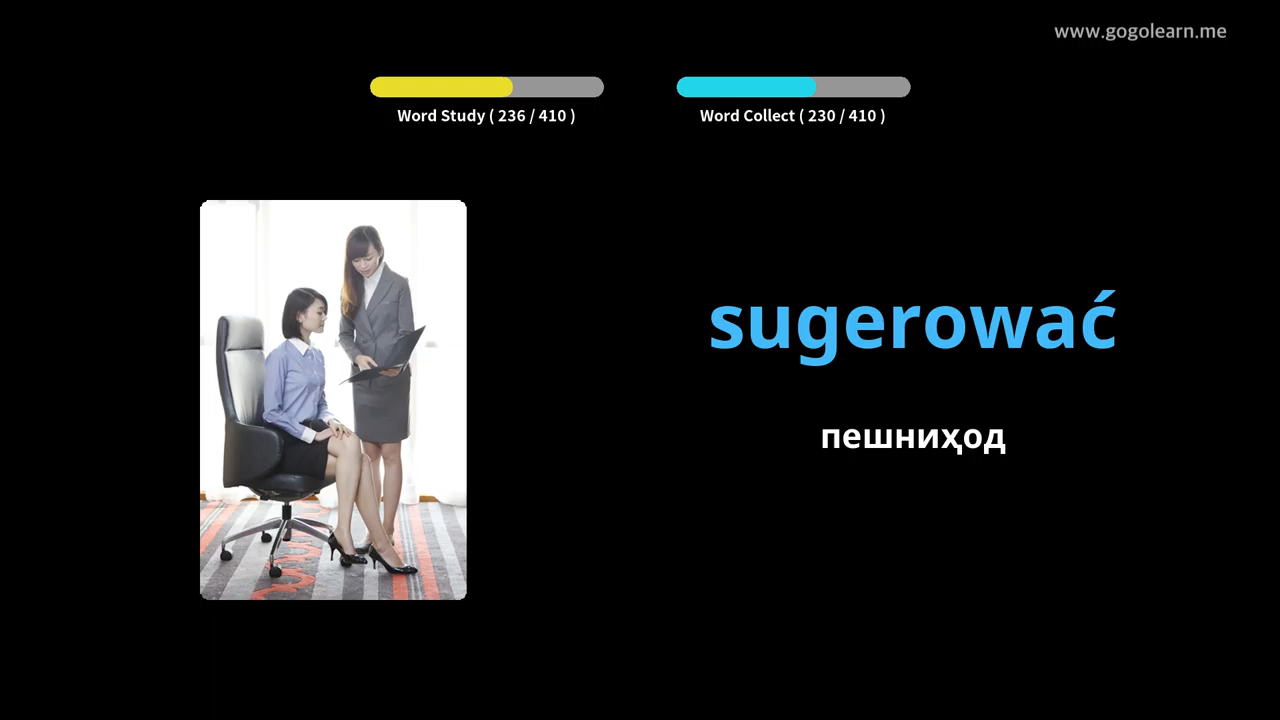 www.gogolearn.me
Word Study ( 236 / 410 )
Word Collect ( 230 / 410 )
sugerować
пешниҳод